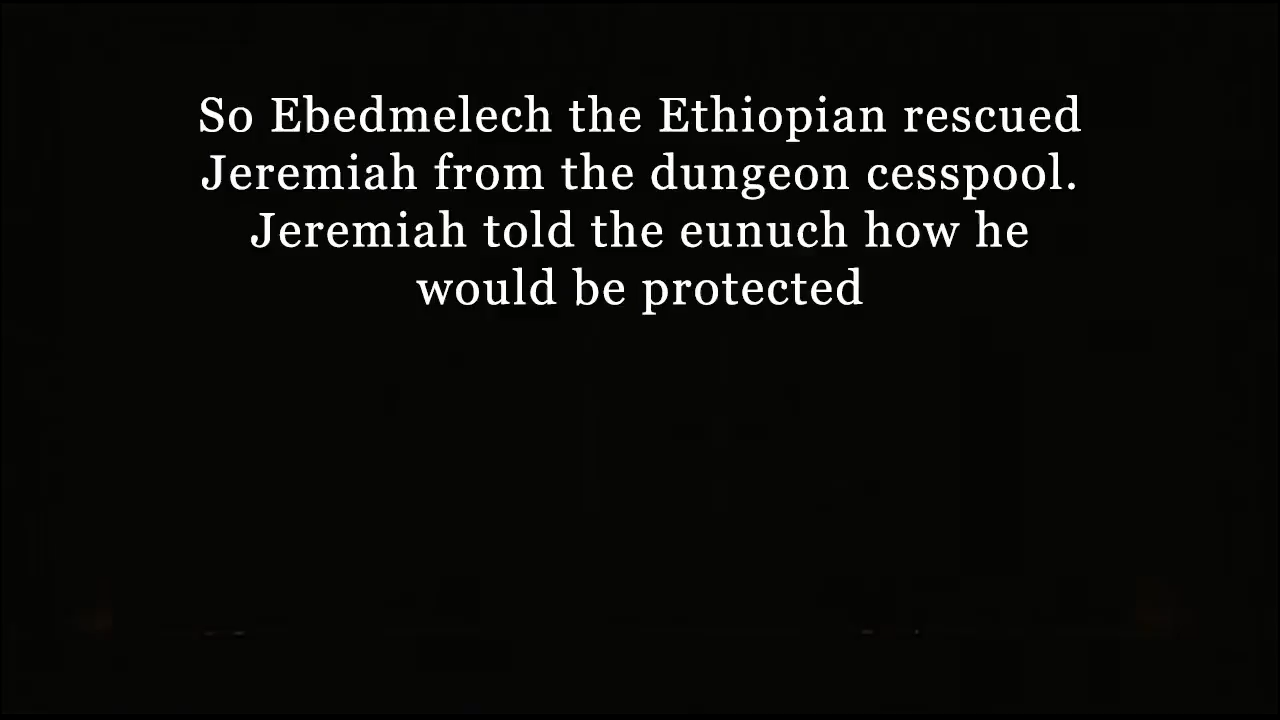 So Ebedmelech the Ethiopian rescued
Jeremiah from the dungeon cesspool.
Jeremiah told the eunuch how he
would be protected